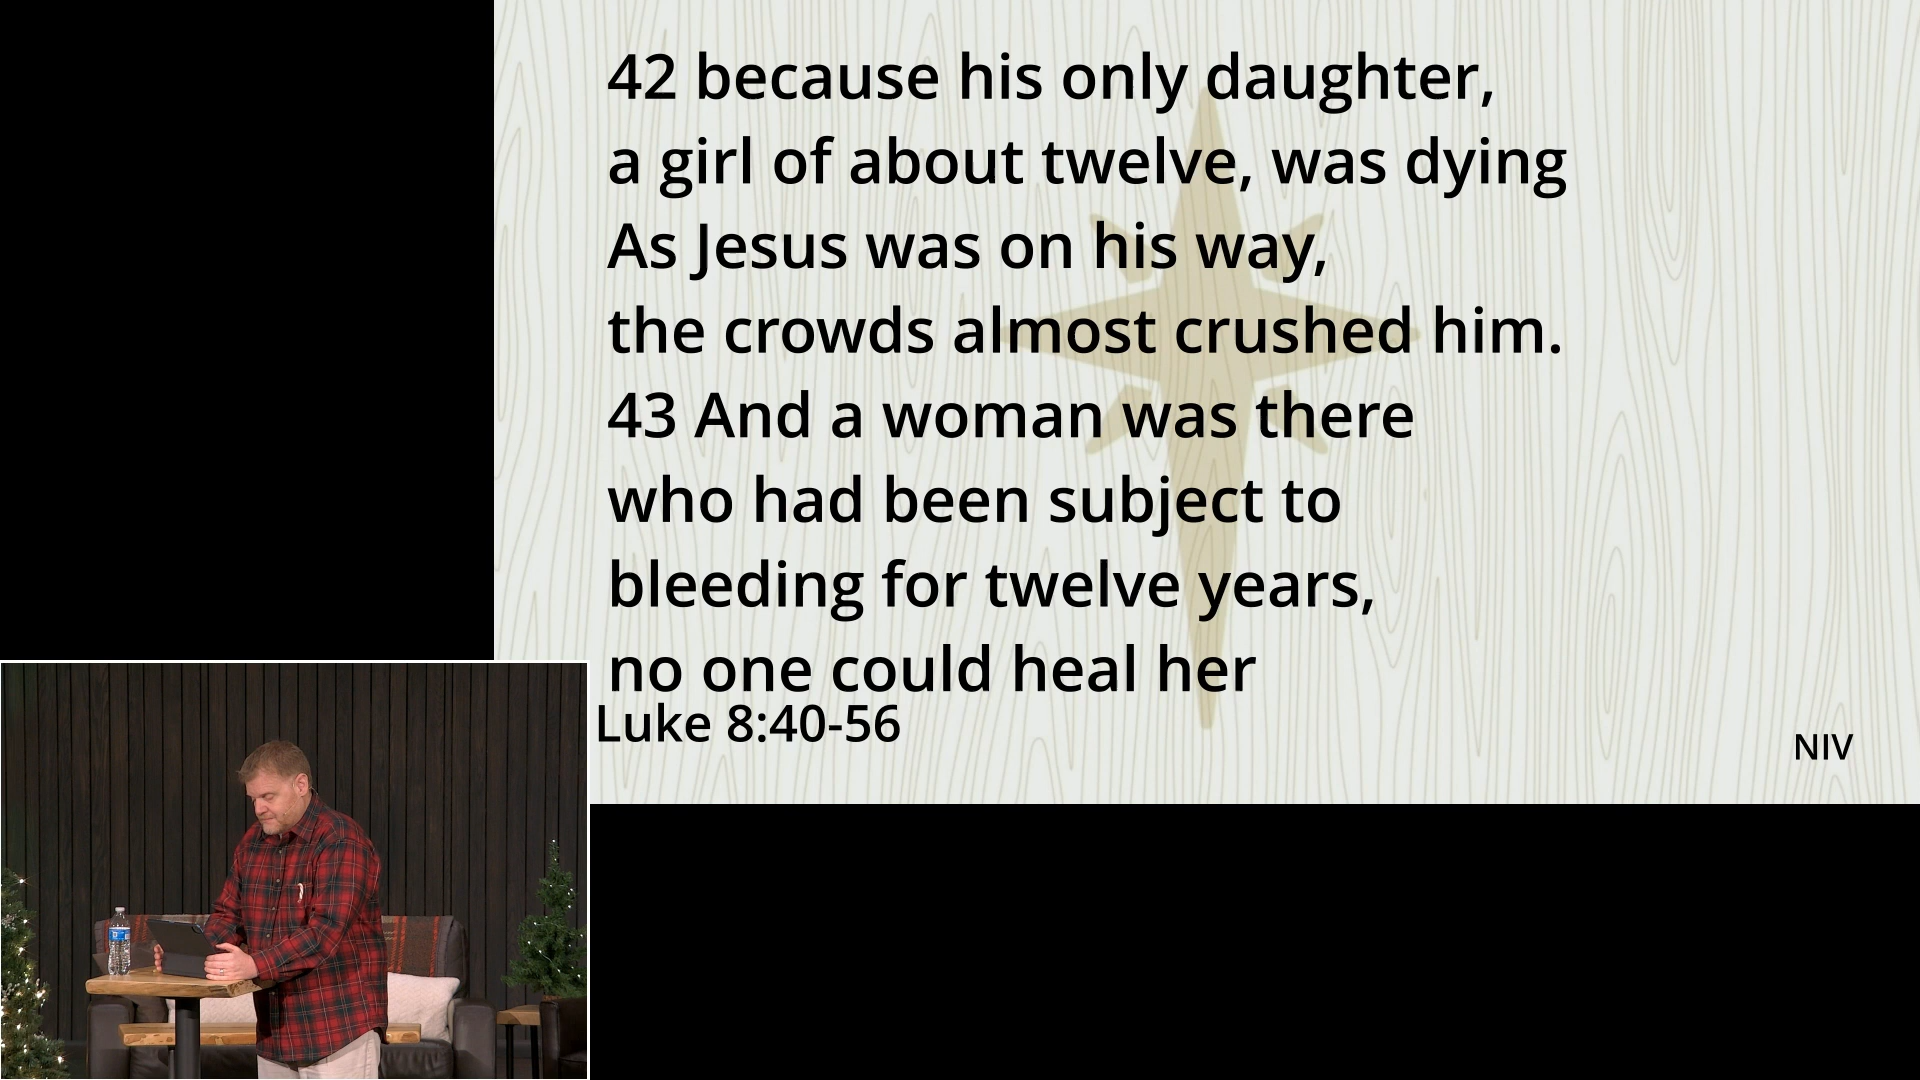 42 because his only daughter,
a girl of about twelve, was dying
As Jesus was on his way,
the crowds almost crushed him.
43 And a woman was there
who had been subject to
bleeding for twelve years,
no one could heal her
Luke 8:40-56
NIV